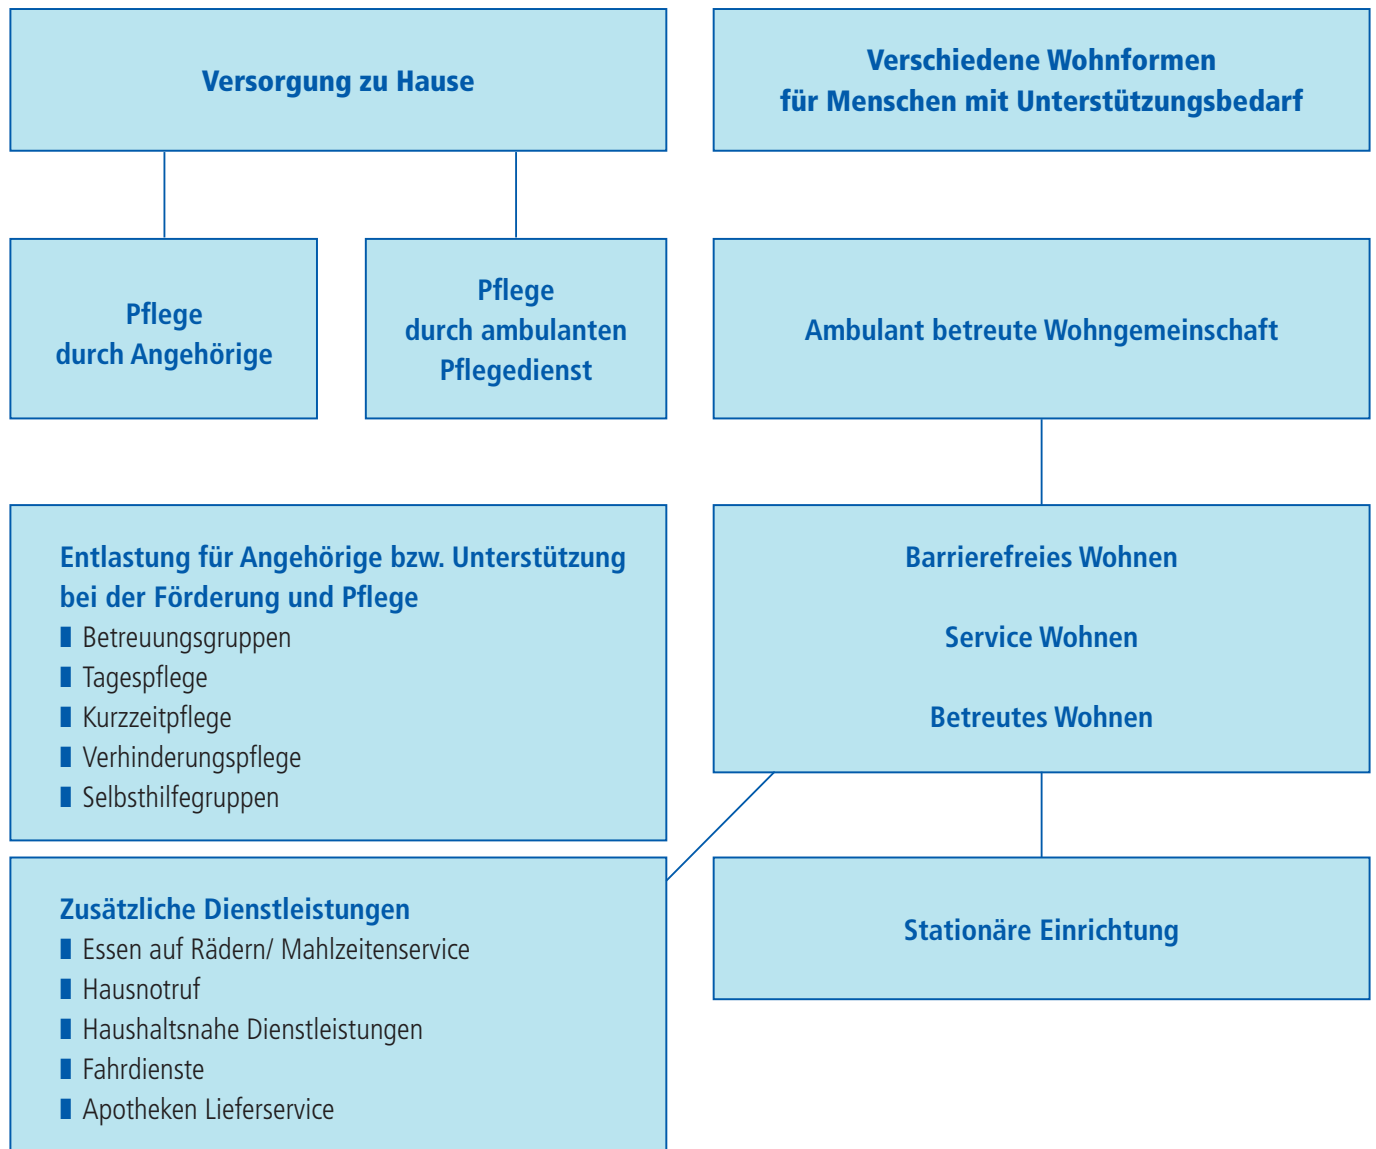 Versorgung zu Hause
Verschiedene Wohnformen
für Menschen mit Unterstützungsbedarf
Pflege
durch Angehörige
Pflege
durch ambulanten
Pflegedienst
Ambulant betreute Wohngemeinschaft
Entlastung für Angehörige bzw. Unterstützung
bei der Förderung und Pflege
Betreuungsgruppen
Tagespflege
Kurzzeitpflege
Verhinderungspflege
Selbsthilfegruppen
Barrierefreies Wohnen
Service Wohnen
Betreutes Wohnen
Zusätzliche Dienstleistungen
Essen auf Rädern/ Mahlzeitenservice
Hausnotruf
Haushaltsnahe Dienstleistungen
Fahrdienste
Apotheken Lieferservice
Stationäre Einrichtung